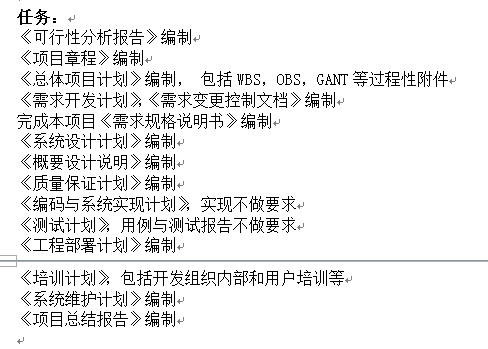 任务：
《可行性分析报告》编制
《项目章程》编制
《总体项目计划》编制， 包括 WBS，OBS，GANT 等过程性附件
《需求开发计划》，《需求变更控制文档》编制
完成本项目《需求规格说明书》编制
《系统设计计划》编制
《概要设计说明》编制
《质量保证计划》编制
《编码与系统实现计划》，实现不做要求
《测试计划》，用例与测试报告不做要求
《工程部署计划》编制
《培训计划》，包括开发组织内部和用户培训等
《系统维护计划》编制
《项目总结报告》编制